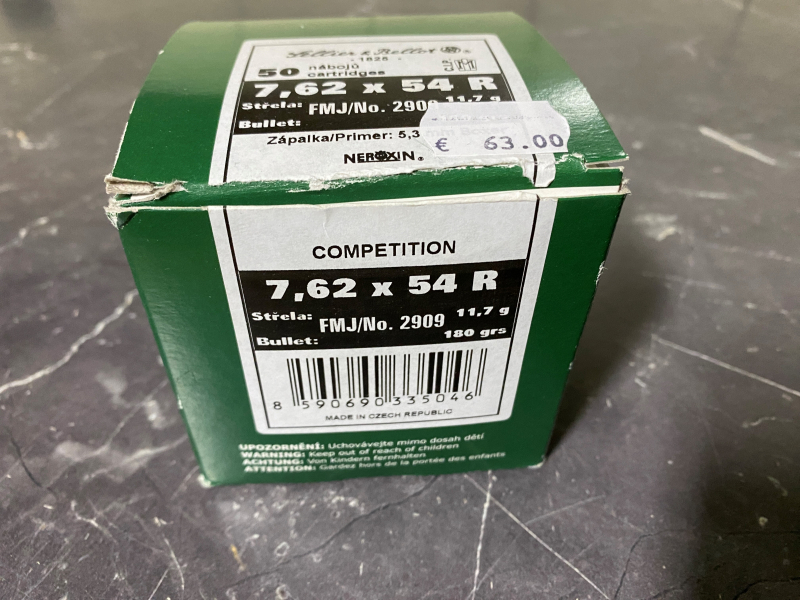 Sellier & Bellot ®
- 1825 -
50 nábojů
cartridges
7,62 x 54 R
Střela: FMJ/No. 290 11,7 g
Bullet:
Zápalka/Primer: 5,3
€ 63.00
NEROXIN®
COMPETITION
7,62 x 54 R
Střela: FMJ/No. 2909 11,7 g
Bullet: 180 grs
8 590690 335046
MADE IN CZECH REPUBLIC
UPOZORNĚNÍ: Uchovávejte mimo dosah dětí
WARNING: Keep out of reach of children
ACHTUNG: Von Kindern fernhalten
ATTENTION: Gardez hors de la portée des enfants